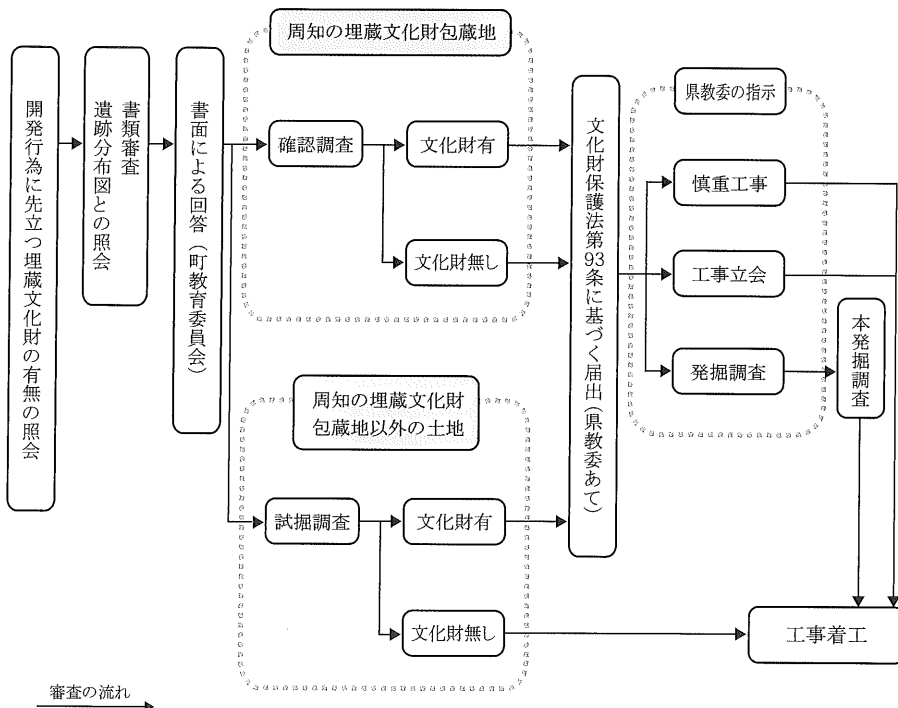 開発行為に先立つ埋蔵文化財の有無の照会
書類審査
遺跡分布図との照会
書面による回答（町教育委員会）
周知の埋蔵文化財包蔵地
確認調査
文化財有
文化財無し
周知の埋蔵文化財
包蔵地以外の土地
試掘調査
文化財有
文化財無し
文化財保護法第93条に基づく届出（県教委あて）
県教委の指示
慎重工事
工事立会
発掘調査
本発掘調査
工事着工
審査の流れ